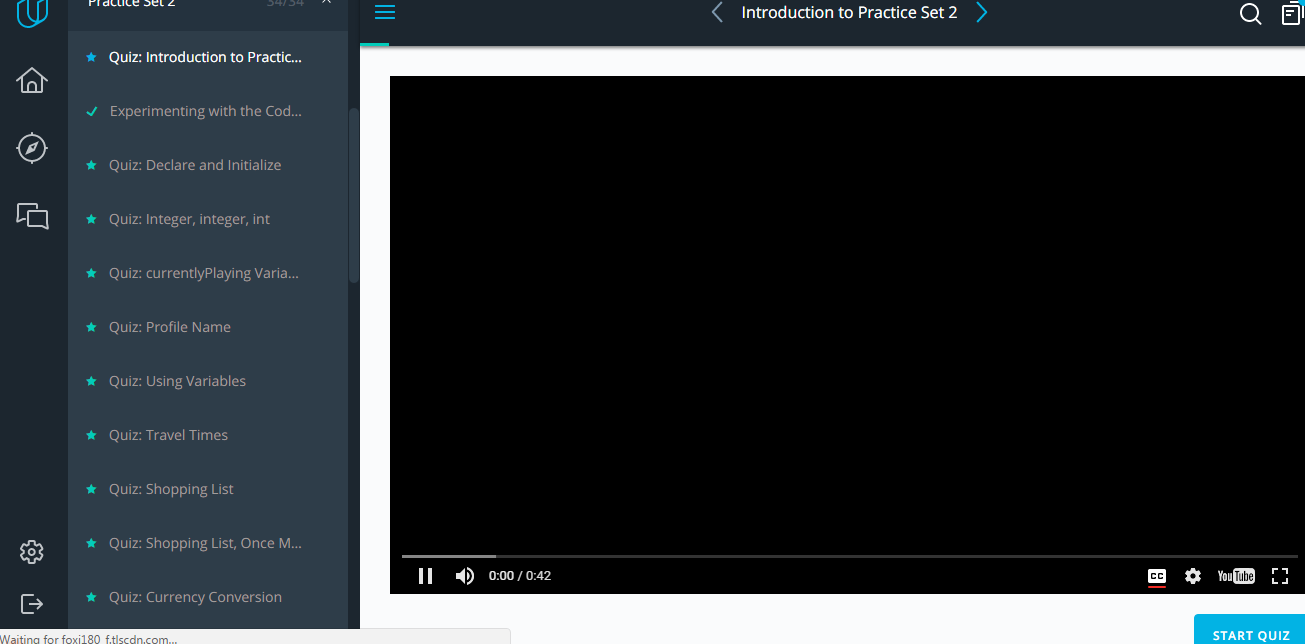 Practice Set 2 34/34
Quiz: Introduction to Practic...
Experimenting with the Cod...
Quiz: Declare and Initialize
Quiz: Integer, integer, int
Quiz: currentlyPlaying Varia...
Quiz: Profile Name
Quiz: Using Variables
Quiz: Travel Times
Quiz: Shopping List
Quiz: Shopping List, Once M...
Quiz: Currency Conversion
Waiting for foxi180_f.tlscdn.com...
Introduction to Practice Set 2
0:00 / 0:42
CC
YouTube
START QUIZ